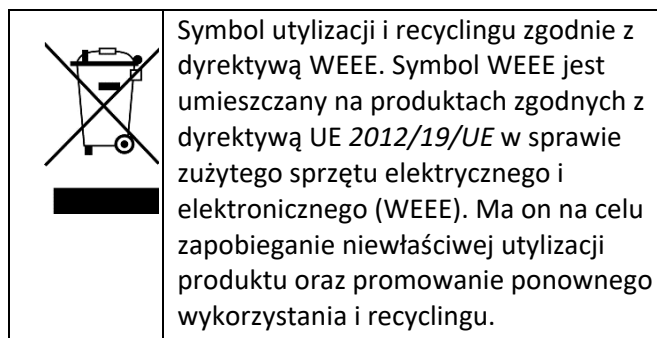 Symbol utylizacji i recyclingu zgodnie z
dyrektywą WEEE. Symbol WEEE jest
umieszczany na produktach zgodnych z
dyrektywą UE 2012/19/UE w sprawie
zużytego sprzętu elektrycznego i
elektronicznego (WEEE). Ma on na celu
zapobieganie niewłaściwej utylizacji
produktu oraz promowanie ponownego
wykorzystania i recyclingu.